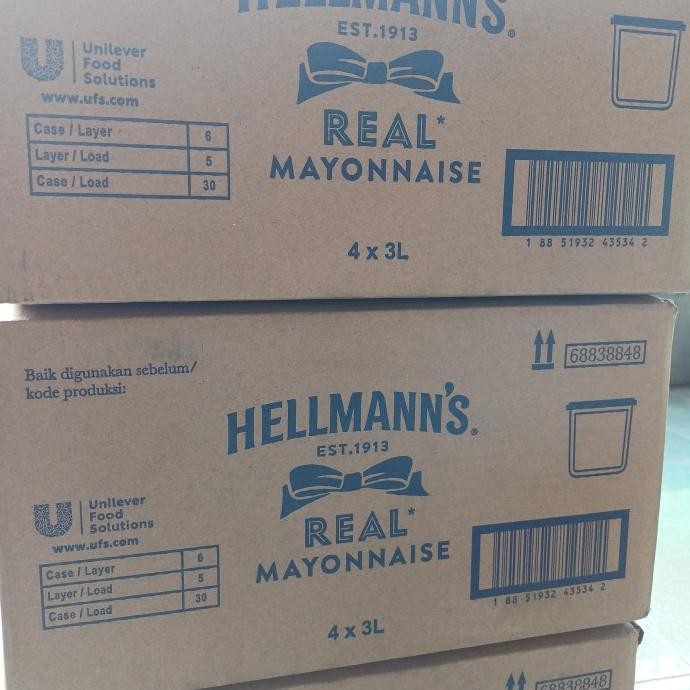 HELLMANN'S®
EST.1913
REAL*
MAYONNAISE
4 x 3L
Unilever
Food
Solutions
www.ufs.com
Case / Layer 6
Layer / Load 5
Case / Load 30
1 88 51932 43534 2
Baik digunakan sebelum/
kode produksi:
68838848
HELLMANN'S®
EST.1913
REAL*
MAYONNAISE
4 x 3L
Unilever
Food
Solutions
www.ufs.com
Case / Layer 6
Layer / Load 5
Case / Load 30
1 88 51932 43534 2
68838848